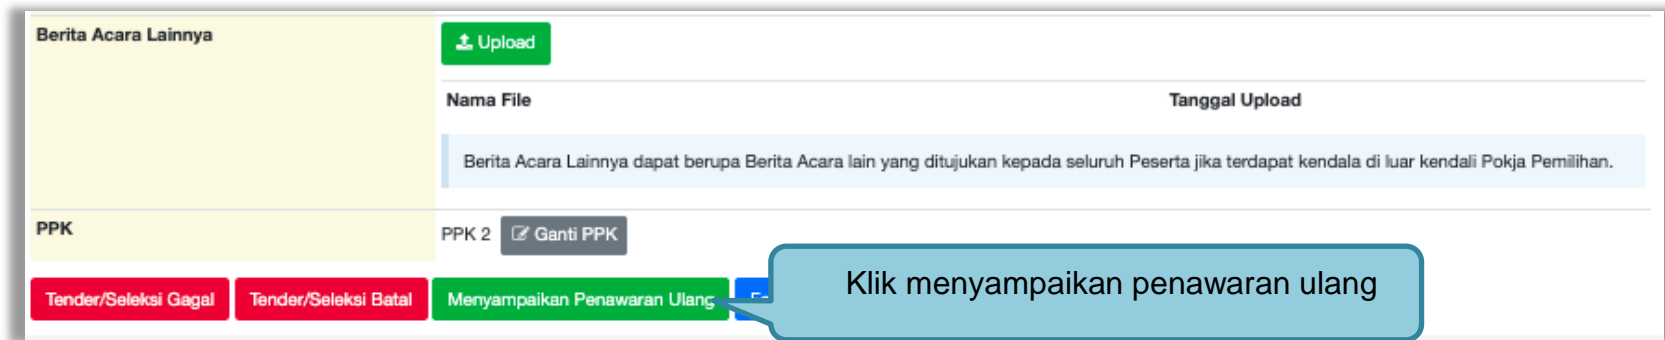 Berita Acara Lainnya
Upload
Nama File Tanggal Upload
Berita Acara Lainnya dapat berupa Berita Acara lain yang ditujukan kepada seluruh Peserta jika terdapat kendala di luar kendali Pokja Pemilihan.
PPK
PPK 2 Ganti PPK
Klik menyampaikan penawaran ulang
Tender/Seleksi Gagal Tender/Seleksi Batal Menyampaikan Penawaran Ulang